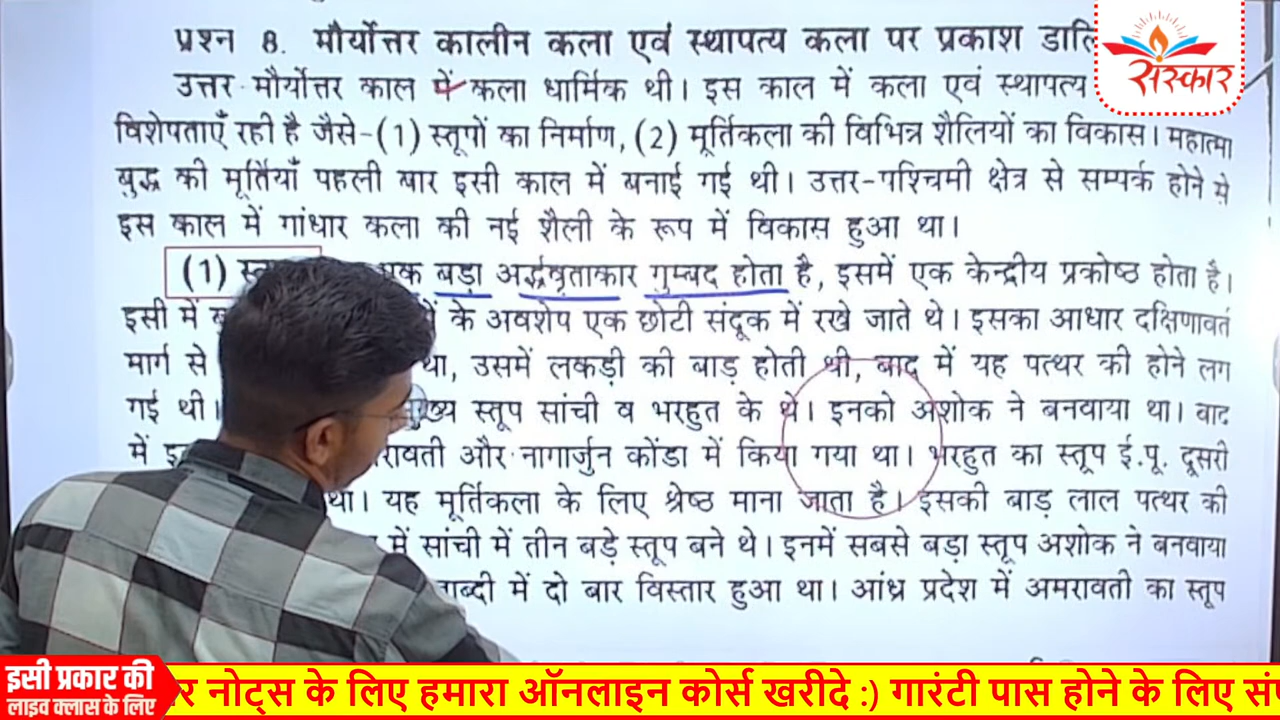 प्रश्न 8. मौर्योत्तर कालीन कला एवं स्थापत्य कला पर प्रकाश डालि
उत्तर मौर्योत्तर काल में कला धार्मिक थी। इस काल में कला एवं स्थापत्य
विशेषताएँ रही है जैसे-(1) स्तूपों का निर्माण, (2) मूर्तिकला की विभिन्न शैलियों का विकास। महात्मा
बुद्ध की मूर्तियाँ पहली बार इसी काल में बनाई गई थी। उत्तर-पश्चिमी क्षेत्र से सम्पर्क होने से
इस काल में गांधार कला की नई शैली के रूप में विकास हुआ था।
(1) एक बड़ा अर्द्धवृताकार गुम्बद होता है, इसमें एक केन्द्रीय प्रकोष्ठ होता है।
इसी में के अवशेष एक छोटी संदूक में रखे जाते थे। इसका आधार दक्षिणावर्त
मार्ग से था, उसमें लकड़ी की बाड़ होती थी, बाद में यह पत्थर की होने लग
गई थी। मुख्य स्तूप सांची व भरहुत के थे। इनको अशोक ने बनवाया था। बाद
में और नागार्जुन कोंडा में किया गया था। भरहुत का स्तूप ई.पू. दूसरी
था। यह मूर्तिकला के लिए श्रेष्ठ माना जाता है। इसकी बाड़ लाल पत्थर की
में सांची में तीन बड़े स्तूप बने थे। इनमें सबसे बड़ा स्तूप अशोक ने बनवाया
में दो बार विस्तार हुआ था। आंध्र प्रदेश में अमरावती का स्तूप
संस्कार
इसी प्रकार की
लाइव क्लास के लिए
नोट्स के लिए हमारा ऑनलाइन कोर्स खरीदे :) गारंटी पास होने के लिए